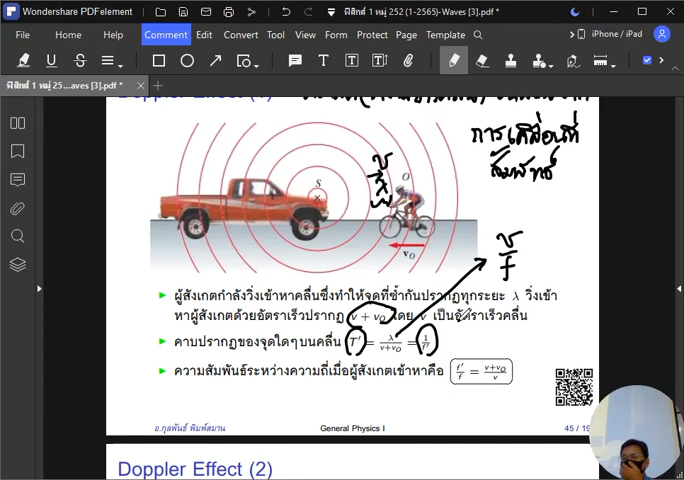 Wondershare PDFelement
ฟิสิกส์ 1 หมู่ 252 (1-2565)-Waves [3].pdf *
File
Comment
Edit
Convert
Tool
View
Form
Protect
Page
Template
iPhone / iPad
ฟิสิกส์ 1 หมู่ 25...aves [3].pdf *
Doppler Effect (1)
การเคลื่อนที่
สัมพัทธ์
S
O
v_O
v
f
ผู้สังเกตกำลังวิ่งเข้าหาคลื่นซึ่งทำให้จุดที่ซ้ำกันปรากฏทุกระยะ λ วิ่งเข้า
หาผู้สังเกตด้วยอัตราเร็วปรากฏ v + v_O โดย v เป็นอัตราเร็วคลื่น
คาบปรากฏของจุดใดๆบนคลื่น T' = λ/(v+v_O) = 1/f'
ความสัมพันธ์ระหว่างความถี่เมื่อผู้สังเกตเข้าหาคือ f'/f = (v+v_O)/v
อ.กุลพันธ์ พิมพ์สมาน
General Physics I
45 / 19
Doppler Effect (2)